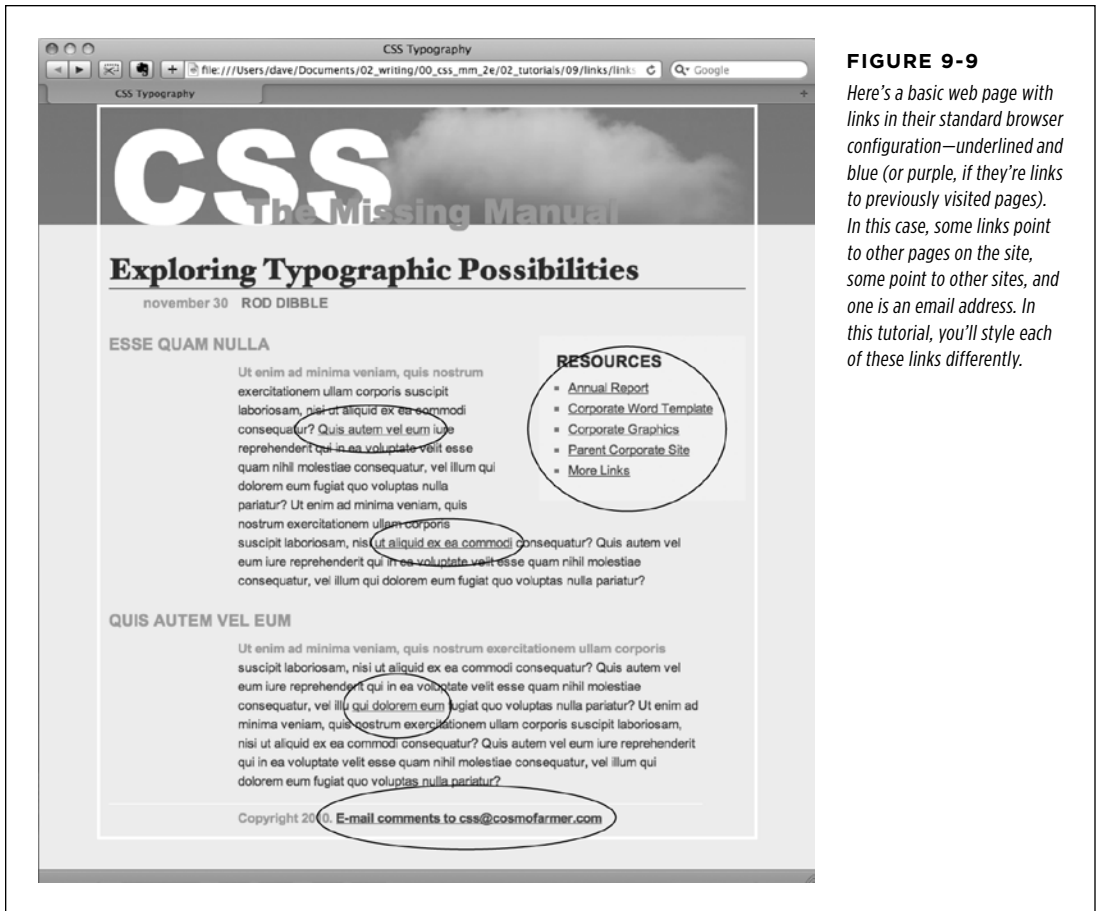 CSS Typography
file:///Users/dave/Documents/02_writing/00_css_mm_2e/02_tutorials/09/links/links
Google
CSS Typography
CSS
The Missing Manual
Exploring Typographic Possibilities
november 30 ROD DIBBLE
ESSE QUAM NULLA
Ut enim ad minima veniam, quis nostrum
exercitationem ullam corporis suscipit
laboriosam, nisi ut aliquid ex ea commodi
consequatur? Quis autem vel eum iure
reprehenderit qui in ea voluptate velit esse
quam nihil molestiae consequatur, vel illum qui
dolorem eum fugiat quo voluptas nulla
pariatur? Ut enim ad minima veniam, quis
nostrum exercitationem ullam corporis
suscipit laboriosam, nisi ut aliquid ex ea commodi consequatur? Quis autem vel
eum iure reprehenderit qui in ea voluptate velit esse quam nihil molestiae
consequatur, vel illum qui dolorem eum fugiat quo voluptas nulla pariatur?
RESOURCES
Annual Report
Corporate Word Template
Corporate Graphics
Parent Corporate Site
More Links
QUIS AUTEM VEL EUM
Ut enim ad minima veniam, quis nostrum exercitationem ullam corporis
suscipit laboriosam, nisi ut aliquid ex ea commodi consequatur? Quis autem vel
eum iure reprehenderit qui in ea voluptate velit esse quam nihil molestiae
consequatur, vel illu qui dolorem eum fugiat quo voluptas nulla pariatur? Ut enim ad
minima veniam, quis nostrum exercitationem ullam corporis suscipit laboriosam,
nisi ut aliquid ex ea commodi consequatur? Quis autem vel eum iure reprehenderit
qui in ea voluptate velit esse quam nihil molestiae consequatur, vel illum qui
dolorem eum fugiat quo voluptas nulla pariatur?
Copyright 2010. E-mail comments to css@cosmofarmer.com
FIGURE 9-9
Here's a basic web page with
links in their standard browser
configuration—underlined and
blue (or purple, if they're links
to previously visited pages).
In this case, some links point
to other pages on the site,
some point to other sites, and
one is an email address. In
this tutorial, you'll style each
of these links differently.